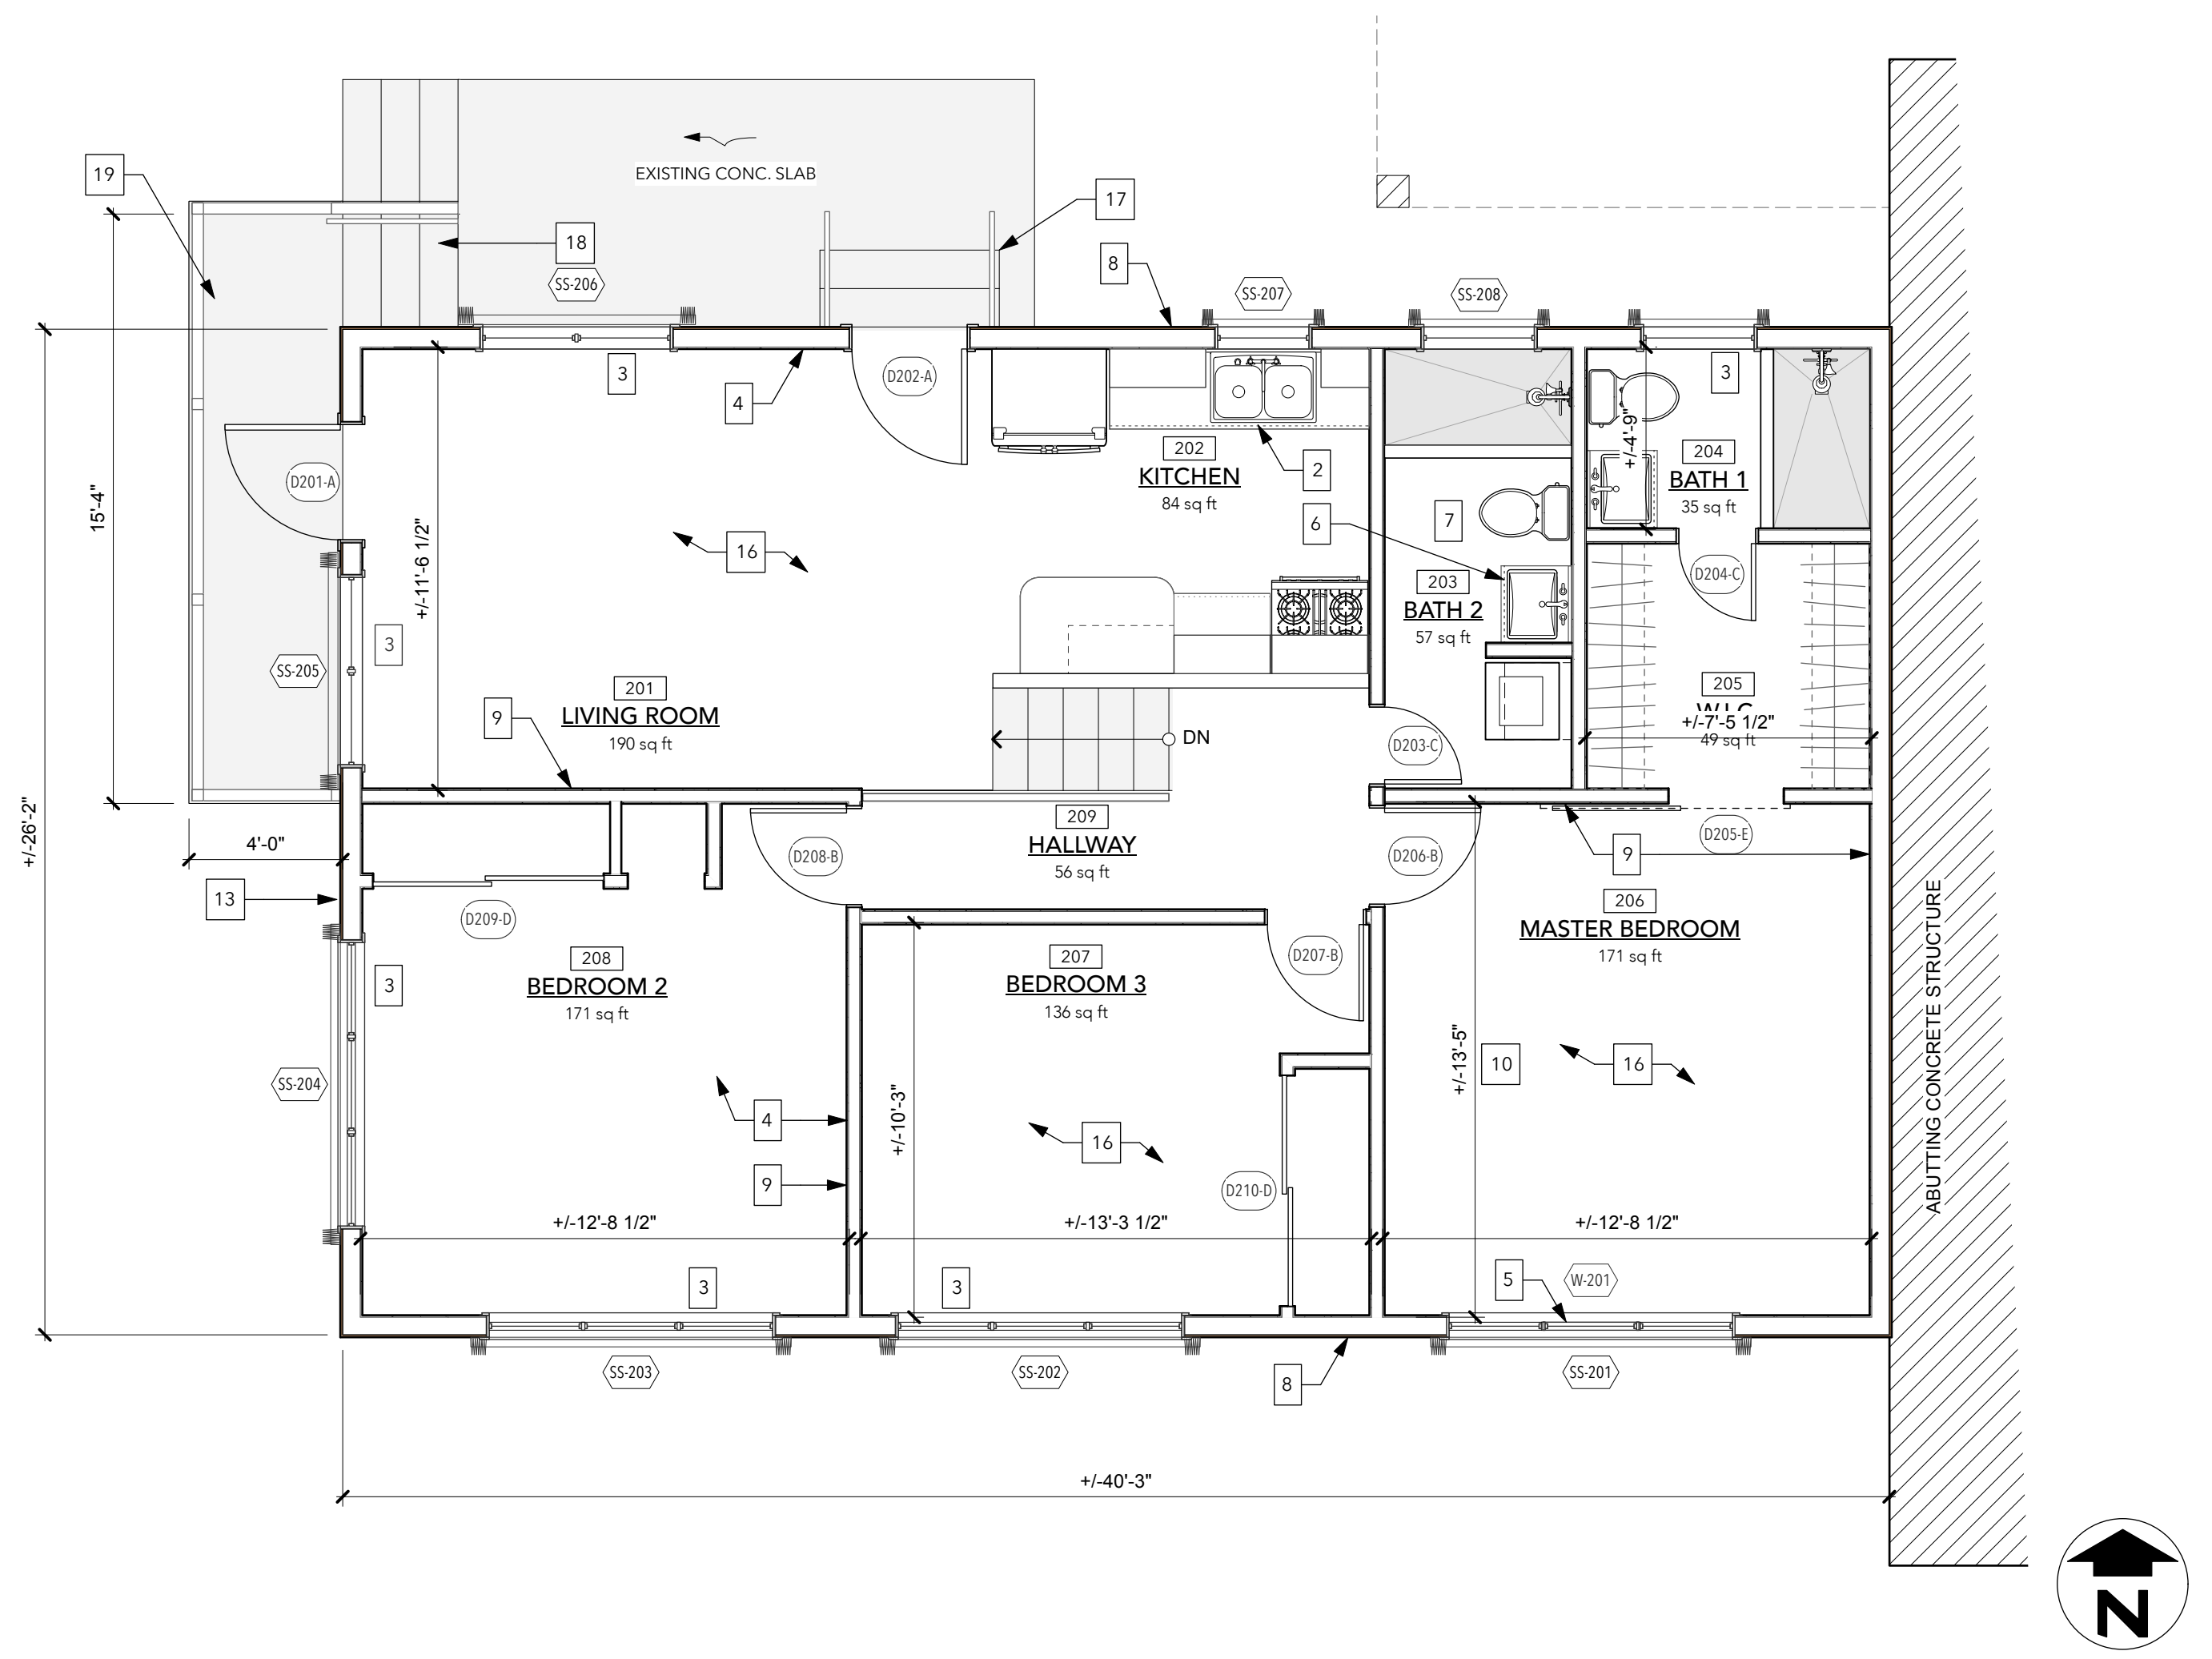 EXISTING CONC. SLAB
19
17
18
SS-206
8
SS-207
SS-208
3
4
D202-A
202
KITCHEN
84 sq ft
2
204
BATH 1
35 sq ft
3
+/-4'-9"
D201-A
15'-4"
+/-11'-6 1/2"
16
6
7
203
BATH 2
57 sq ft
D204-C
3
SS-205
201
LIVING ROOM
190 sq ft
9
DN
D203-C
205
+/-7'-5 1/2"
49 sq ft
+/-26'-2"
4'-0"
13
D208-B
209
HALLWAY
56 sq ft
D206-B
9
D205-E
D209-D
208
BEDROOM 2
171 sq ft
207
BEDROOM 3
136 sq ft
D207-B
206
MASTER BEDROOM
171 sq ft
3
SS-204
4
9
+/-10'-3"
16
D210-D
+/-13'-5"
10
16
ABUTTING CONCRETE STRUCTURE
+/-12'-8 1/2"
+/-13'-3 1/2"
+/-12'-8 1/2"
3
3
5
W-201
SS-203
SS-202
8
SS-201
+/-40'-3"
N